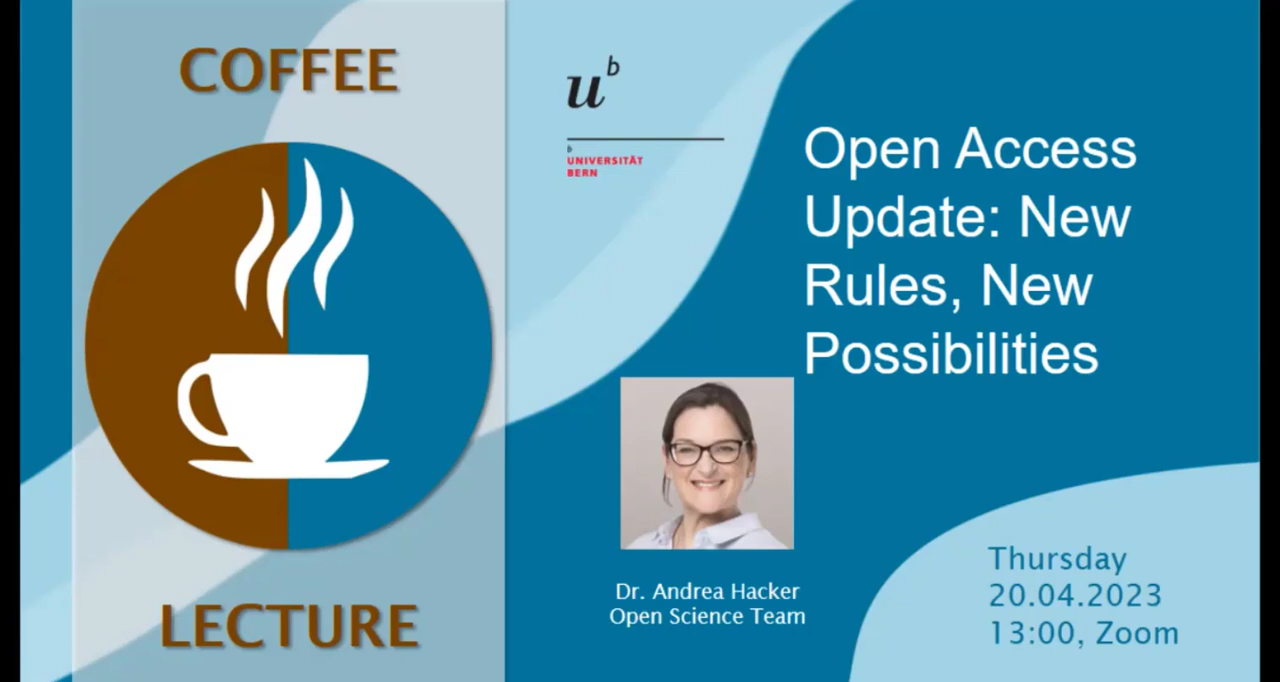 COFFEE
LECTURE
u
b
b
UNIVERSITÄT
BERN
Open Access
Update: New
Rules, New
Possibilities
Dr. Andrea Hacker
Open Science Team
Thursday
20.04.2023
13:00, Zoom